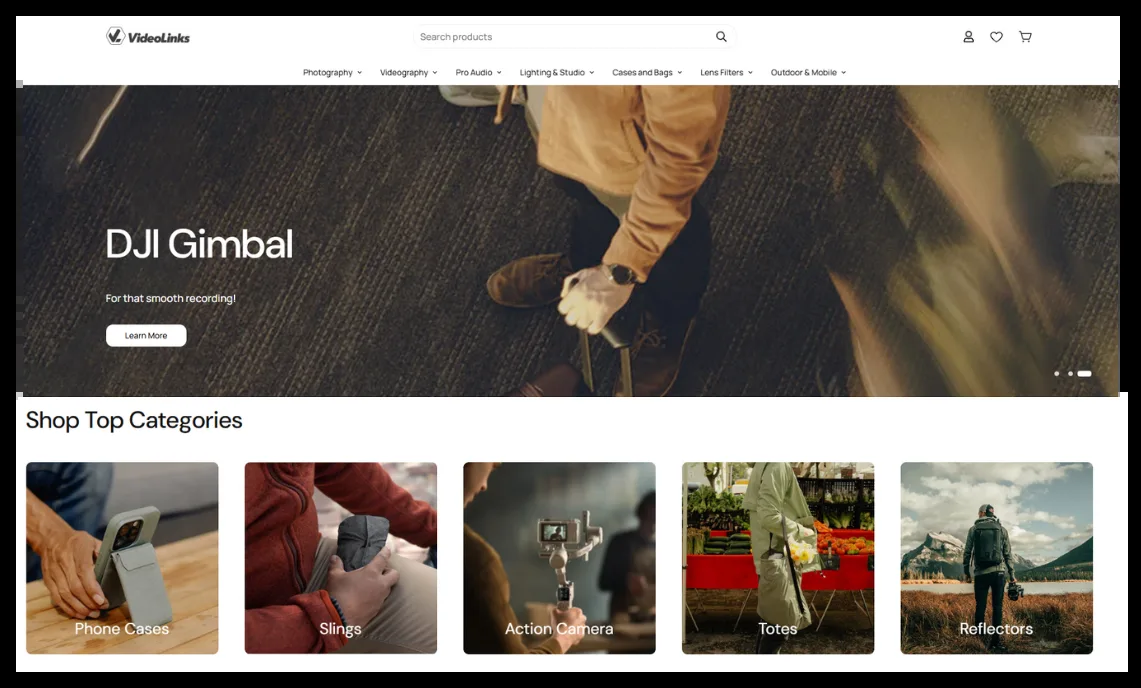 VideoLinks
Search products
Photography Videography Pro Audio Lighting & Studio Cases and Bags Lens Filters Outdoor & Mobile
DJI Gimbal
For that smooth recording!
Learn More
Shop Top Categories
Phone Cases Slings Action Camera Totes Reflectors